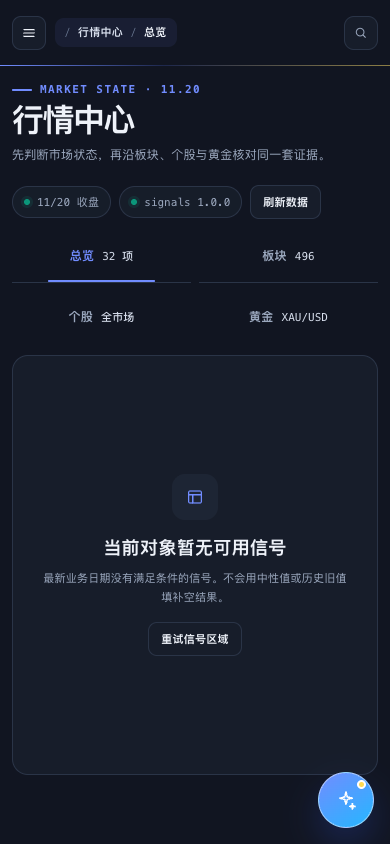 / 行情中心 / 总览
MARKET STATE · 11.20
行情中心
先判断市场状态，再沿板块、个股与黄金核对同一套证据。
11/20 收盘 signals 1.0.0 刷新数据
总览 32 项 板块 496
个股 全市场 黄金 XAU/USD
当前对象暂无可用信号
最新业务日期没有满足条件的信号。不会用中性值或历史旧值
填补空结果。
重试信号区域